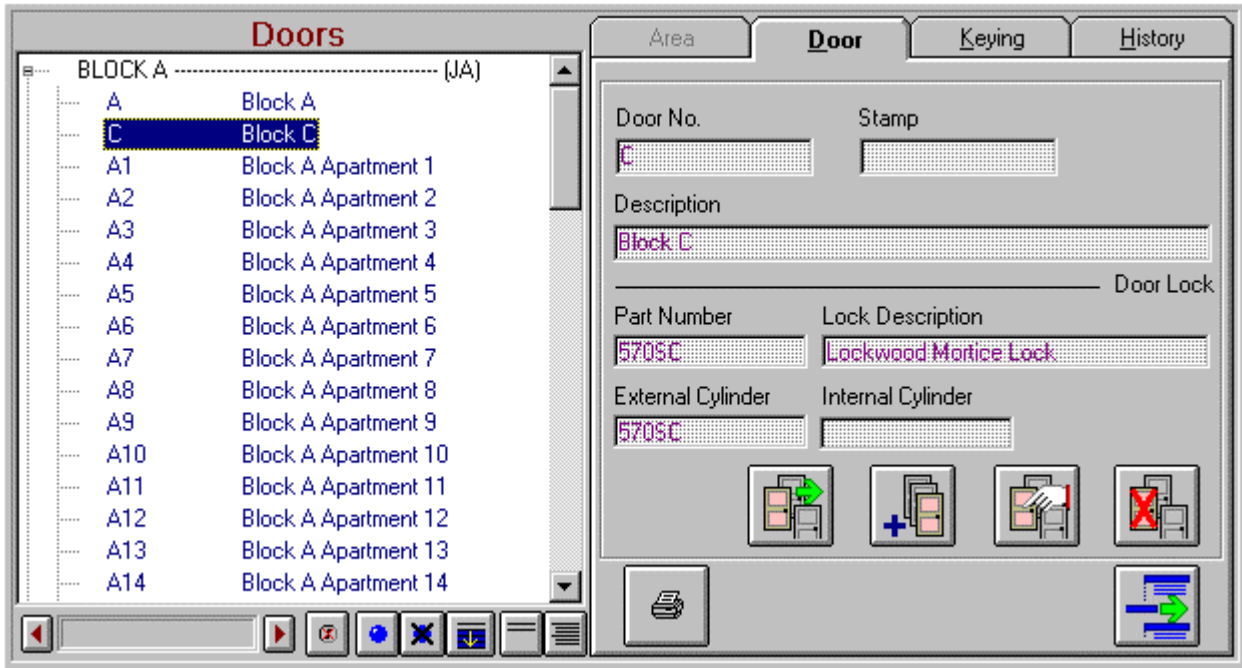 Doors
BLOCK A ---------------------------------------- (JA)
A Block A
C Block C
A1 Block A Apartment 1
A2 Block A Apartment 2
A3 Block A Apartment 3
A4 Block A Apartment 4
A5 Block A Apartment 5
A6 Block A Apartment 6
A7 Block A Apartment 7
A8 Block A Apartment 8
A9 Block A Apartment 9
A10 Block A Apartment 10
A11 Block A Apartment 11
A12 Block A Apartment 12
A13 Block A Apartment 13
A14 Block A Apartment 14
Area Door Keying History
Door No. Stamp
C
Description
Block C
Door Lock
Part Number Lock Description
570SC Lockwood Mortice Lock
External Cylinder Internal Cylinder
570SC